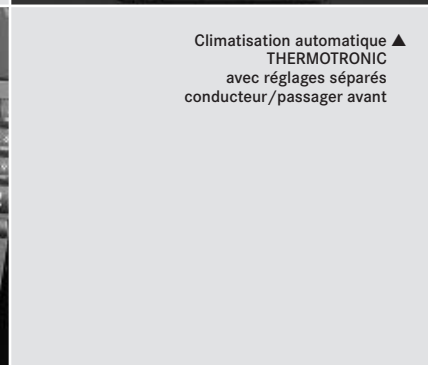 Climatisation automatique ▲
THERMOTRONIC
avec réglages séparés
conducteur/passager avant